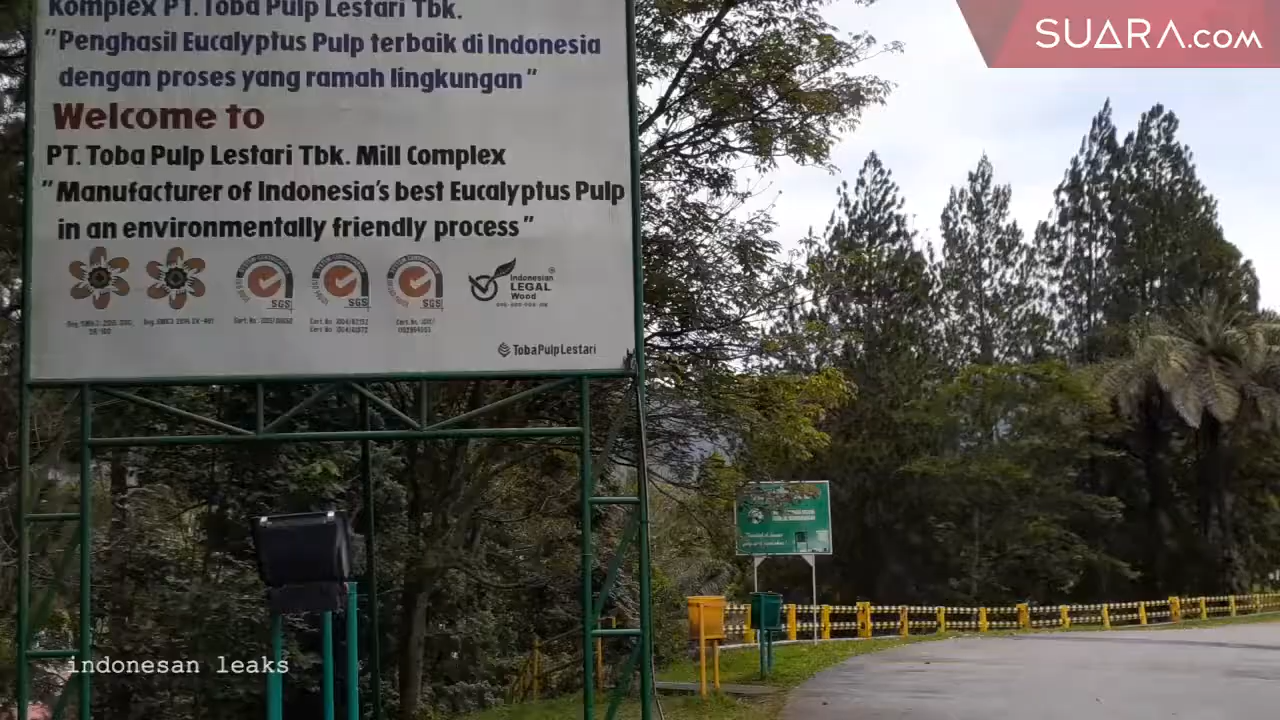 Komplex PT. Toba Pulp Lestari Tbk.
"Penghasil Eucalyptus Pulp terbaik di Indonesia
dengan proses yang ramah lingkungan"
Welcome to
PT. Toba Pulp Lestari Tbk. Mill Complex
"Manufacturer of Indonesia's best Eucalyptus Pulp
in an environmentally friendly process"
SGS
SGS
SGS
Indonesian
LEGAL
Wood
TobaPulpLestari
SUARA.com
indonesan leaks